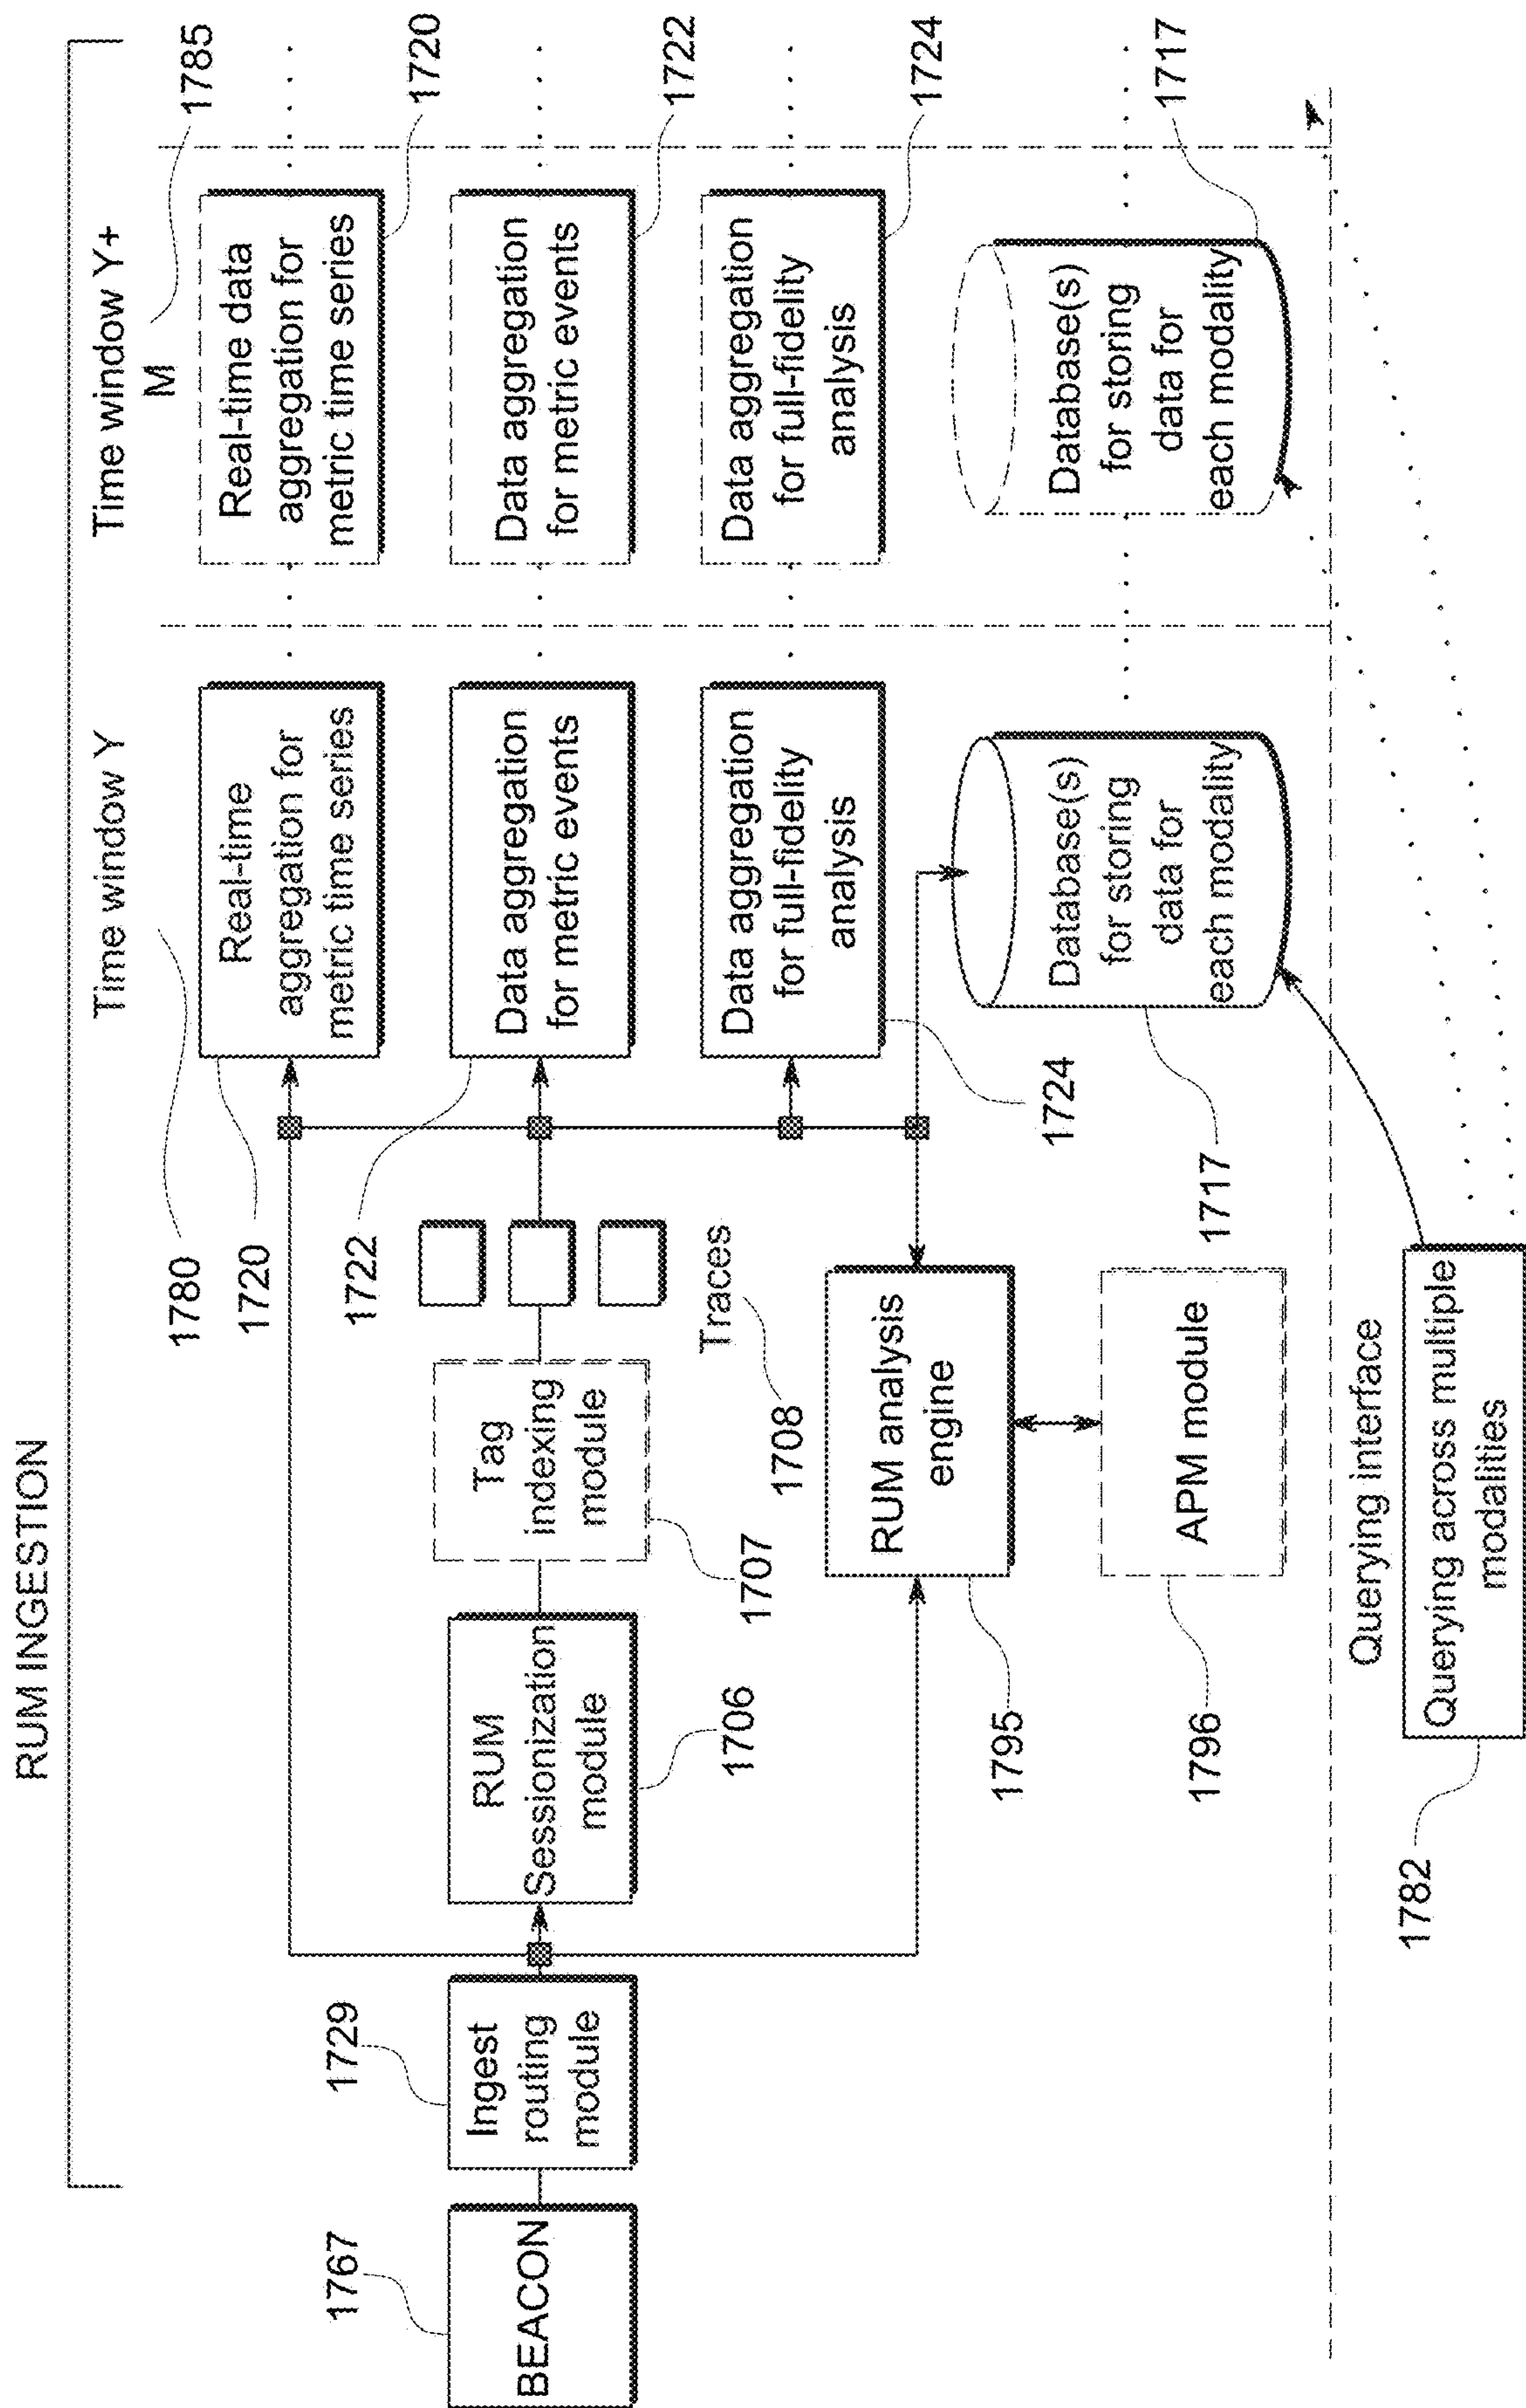 RUM INGESTION
Time window Y
Time window Y+
M
1780
1785
1767
BEACON
1729
Ingest
routing
module
RUM
Sessionization
module
1706
Tag
indexing
module
1707
Traces
1708
1720
Real-time
aggregation for
metric time series
Real-time data
aggregation for
metric time series
1720
1722
Data aggregation
for metric events
Data aggregation
for metric events
1722
Data aggregation
for full-fidelity
analysis
1724
Data aggregation
for full-fidelity
analysis
1724
RUM analysis
engine
1795
APM module
1796
Database(s)
for storing
data for
each modality
1717
Database(s)
for storing
data for
each modality
1717
Querying interface
Querying across multiple
modalities
1782